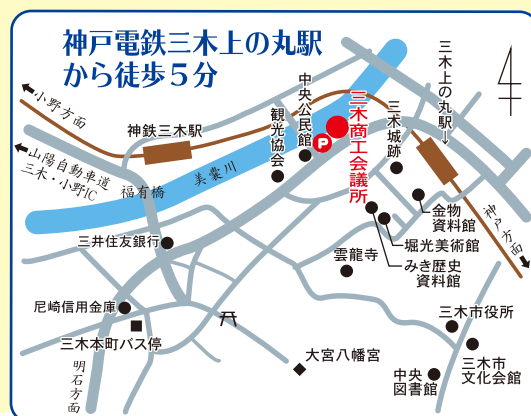 神戸電鉄三木上の丸駅
から徒歩5分
小野方面
山陽自動車道
三木・小野IC
神鉄三木駅
福有橋
美嚢川
観光協会
中央公民館
P
三木商工会議所
三木城跡
三木上の丸駅
神戸方面
金物
資料館
堀光美術館
みき歴史
資料館
雲龍寺
三井住友銀行
尼崎信用金庫
三木本町バス停
明石方面
大宮八幡宮
三木市役所
三木市
文化会館
中央
図書館